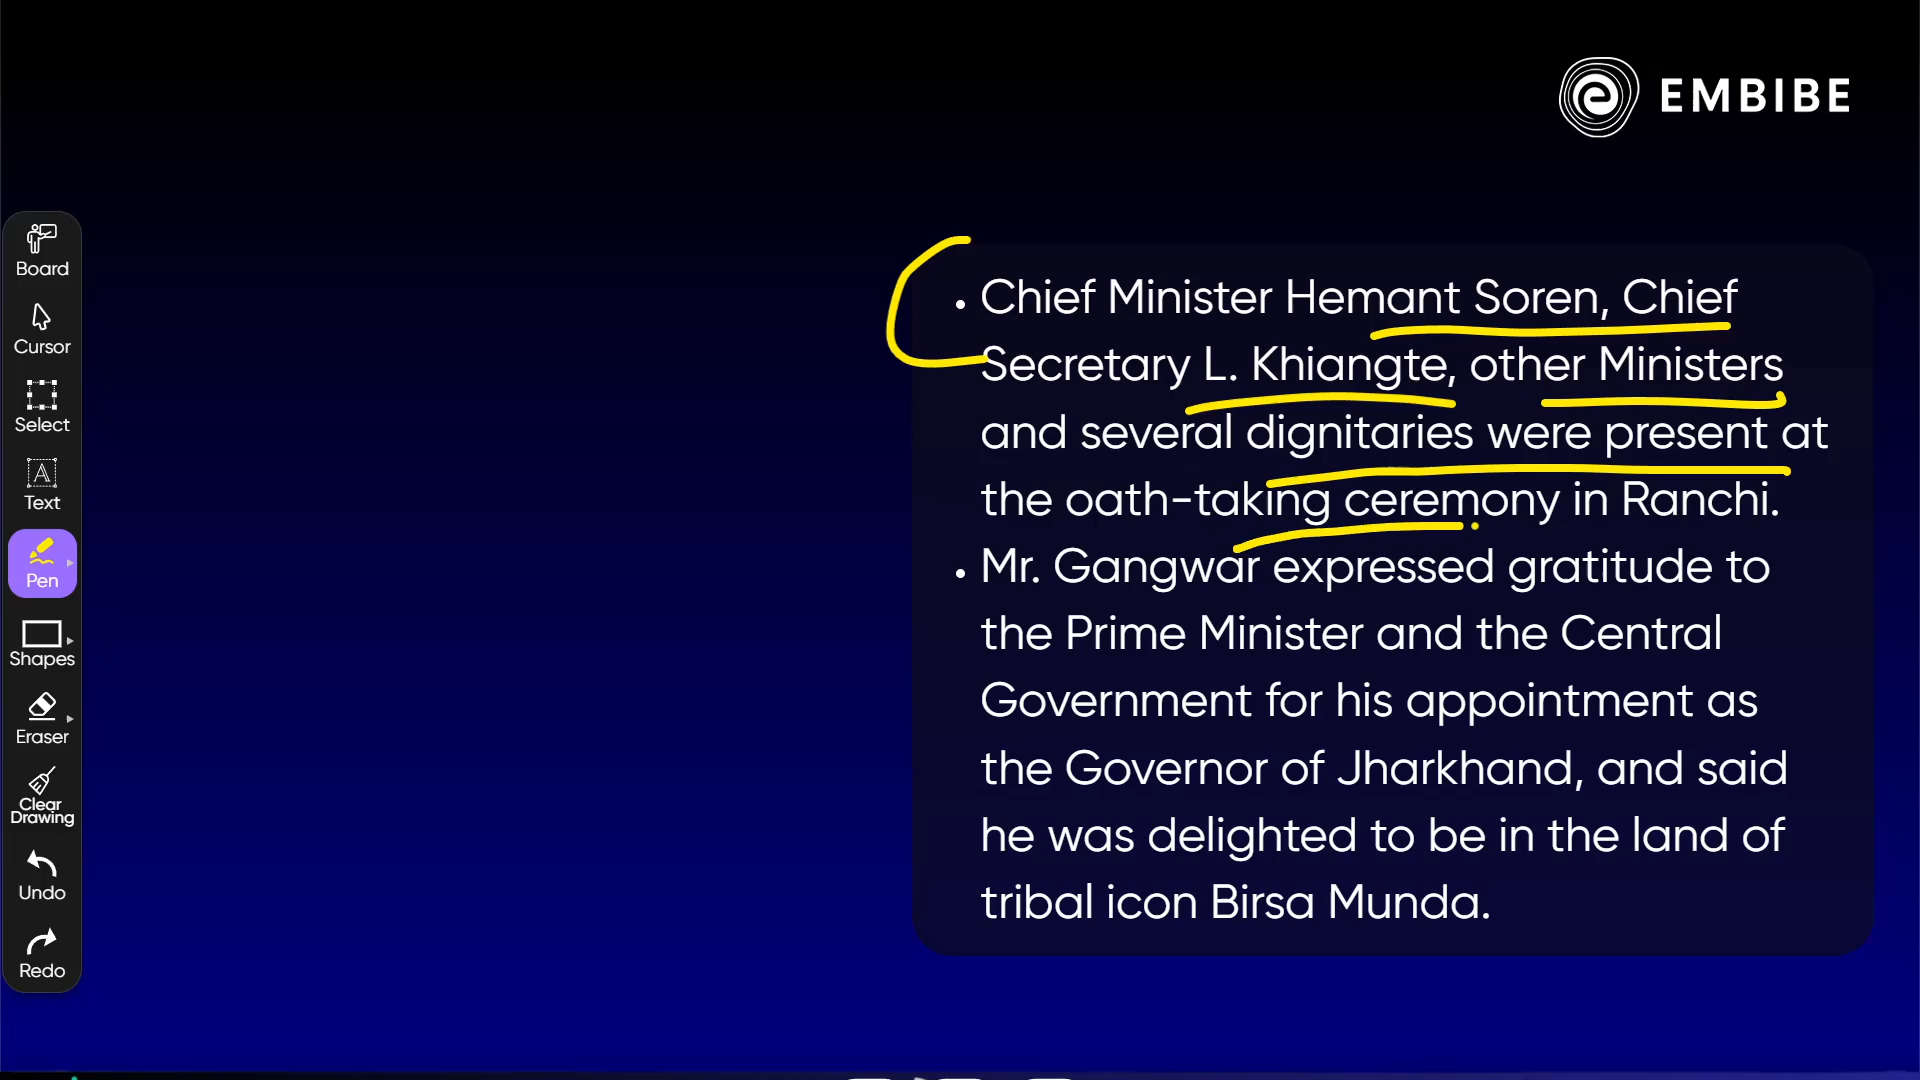 EMBIBE
Board
Cursor
Select
A
Text
Pen
Shapes
Eraser
Clear
Drawing
Undo
Redo
• Chief Minister Hemant Soren, Chief
Secretary L. Khiangte, other Ministers
and several dignitaries were present at
the oath-taking ceremony in Ranchi.
• Mr. Gangwar expressed gratitude to
the Prime Minister and the Central
Government for his appointment as
the Governor of Jharkhand, and said
he was delighted to be in the land of
tribal icon Birsa Munda.